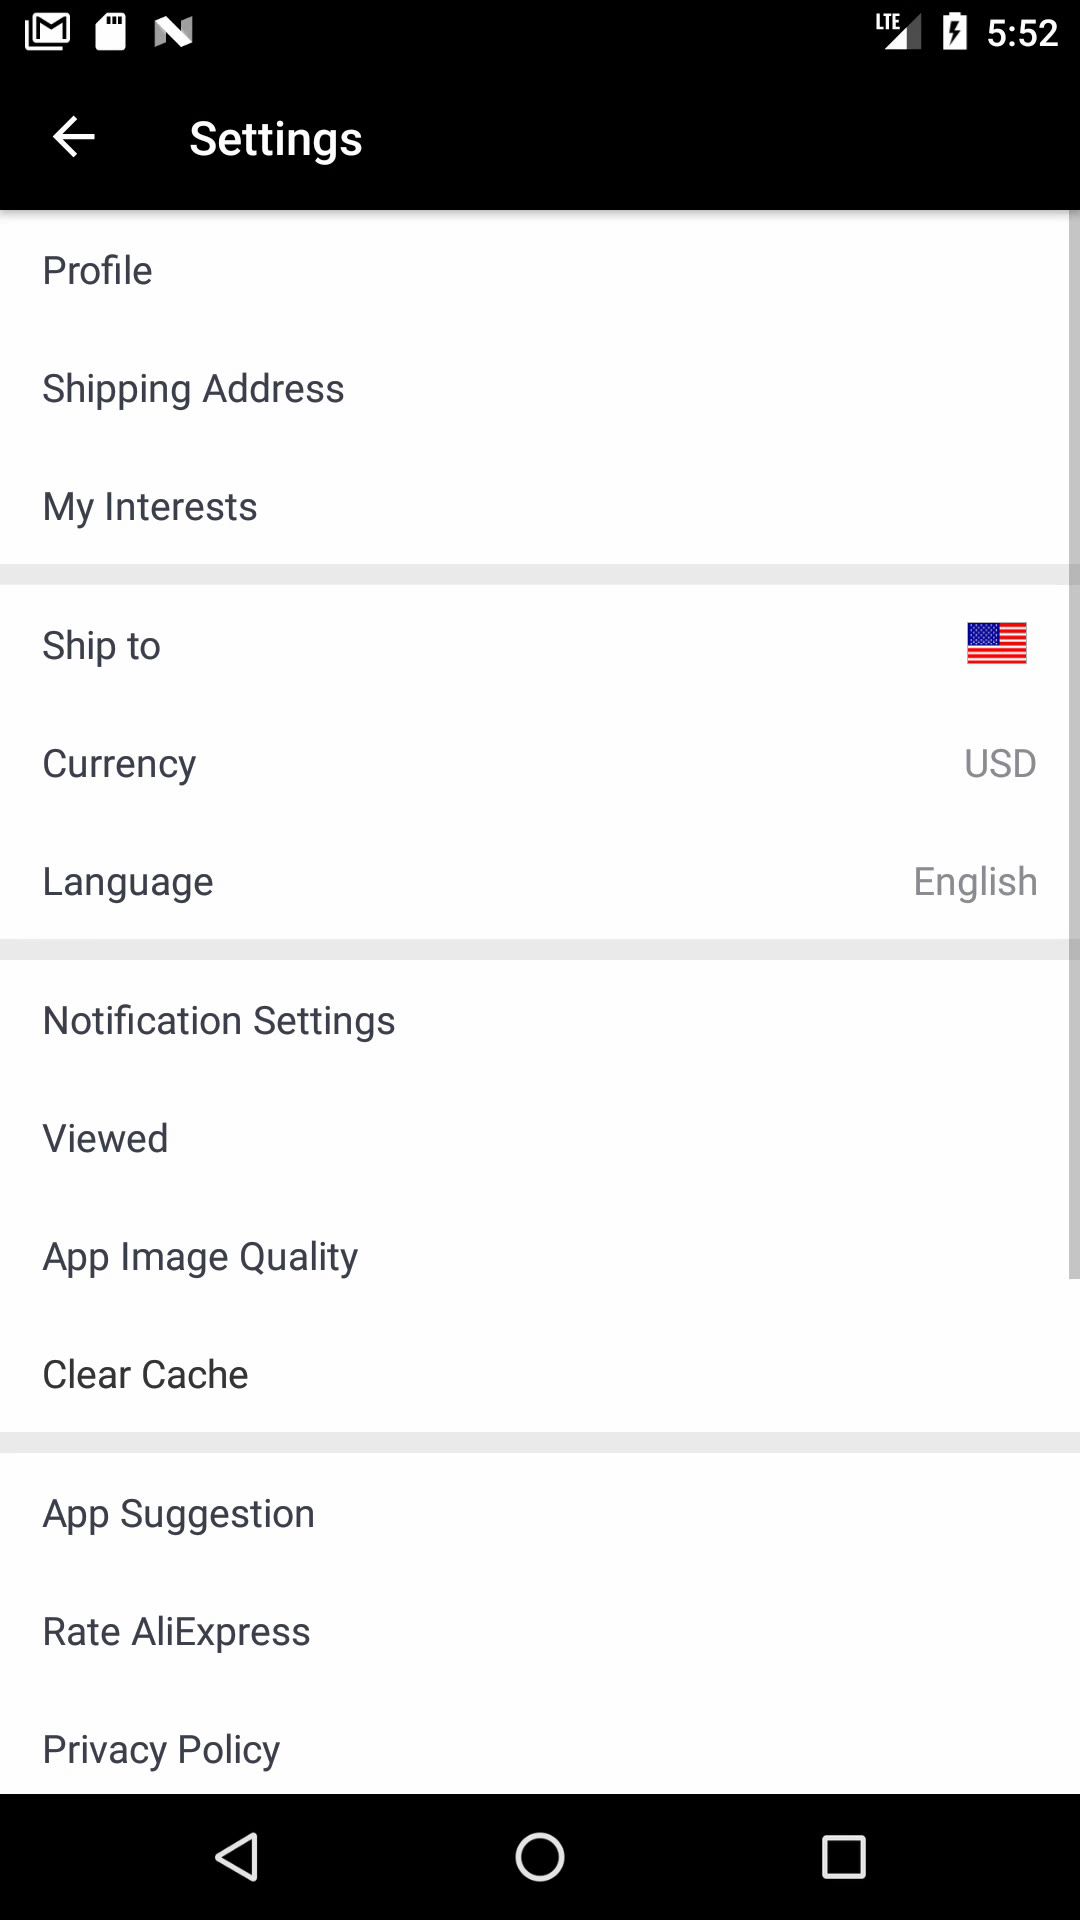 LTE 5:52
Settings
Profile
Shipping Address
My Interests
Ship to
Currency USD
Language English
Notification Settings
Viewed
App Image Quality
Clear Cache
App Suggestion
Rate AliExpress
Privacy Policy